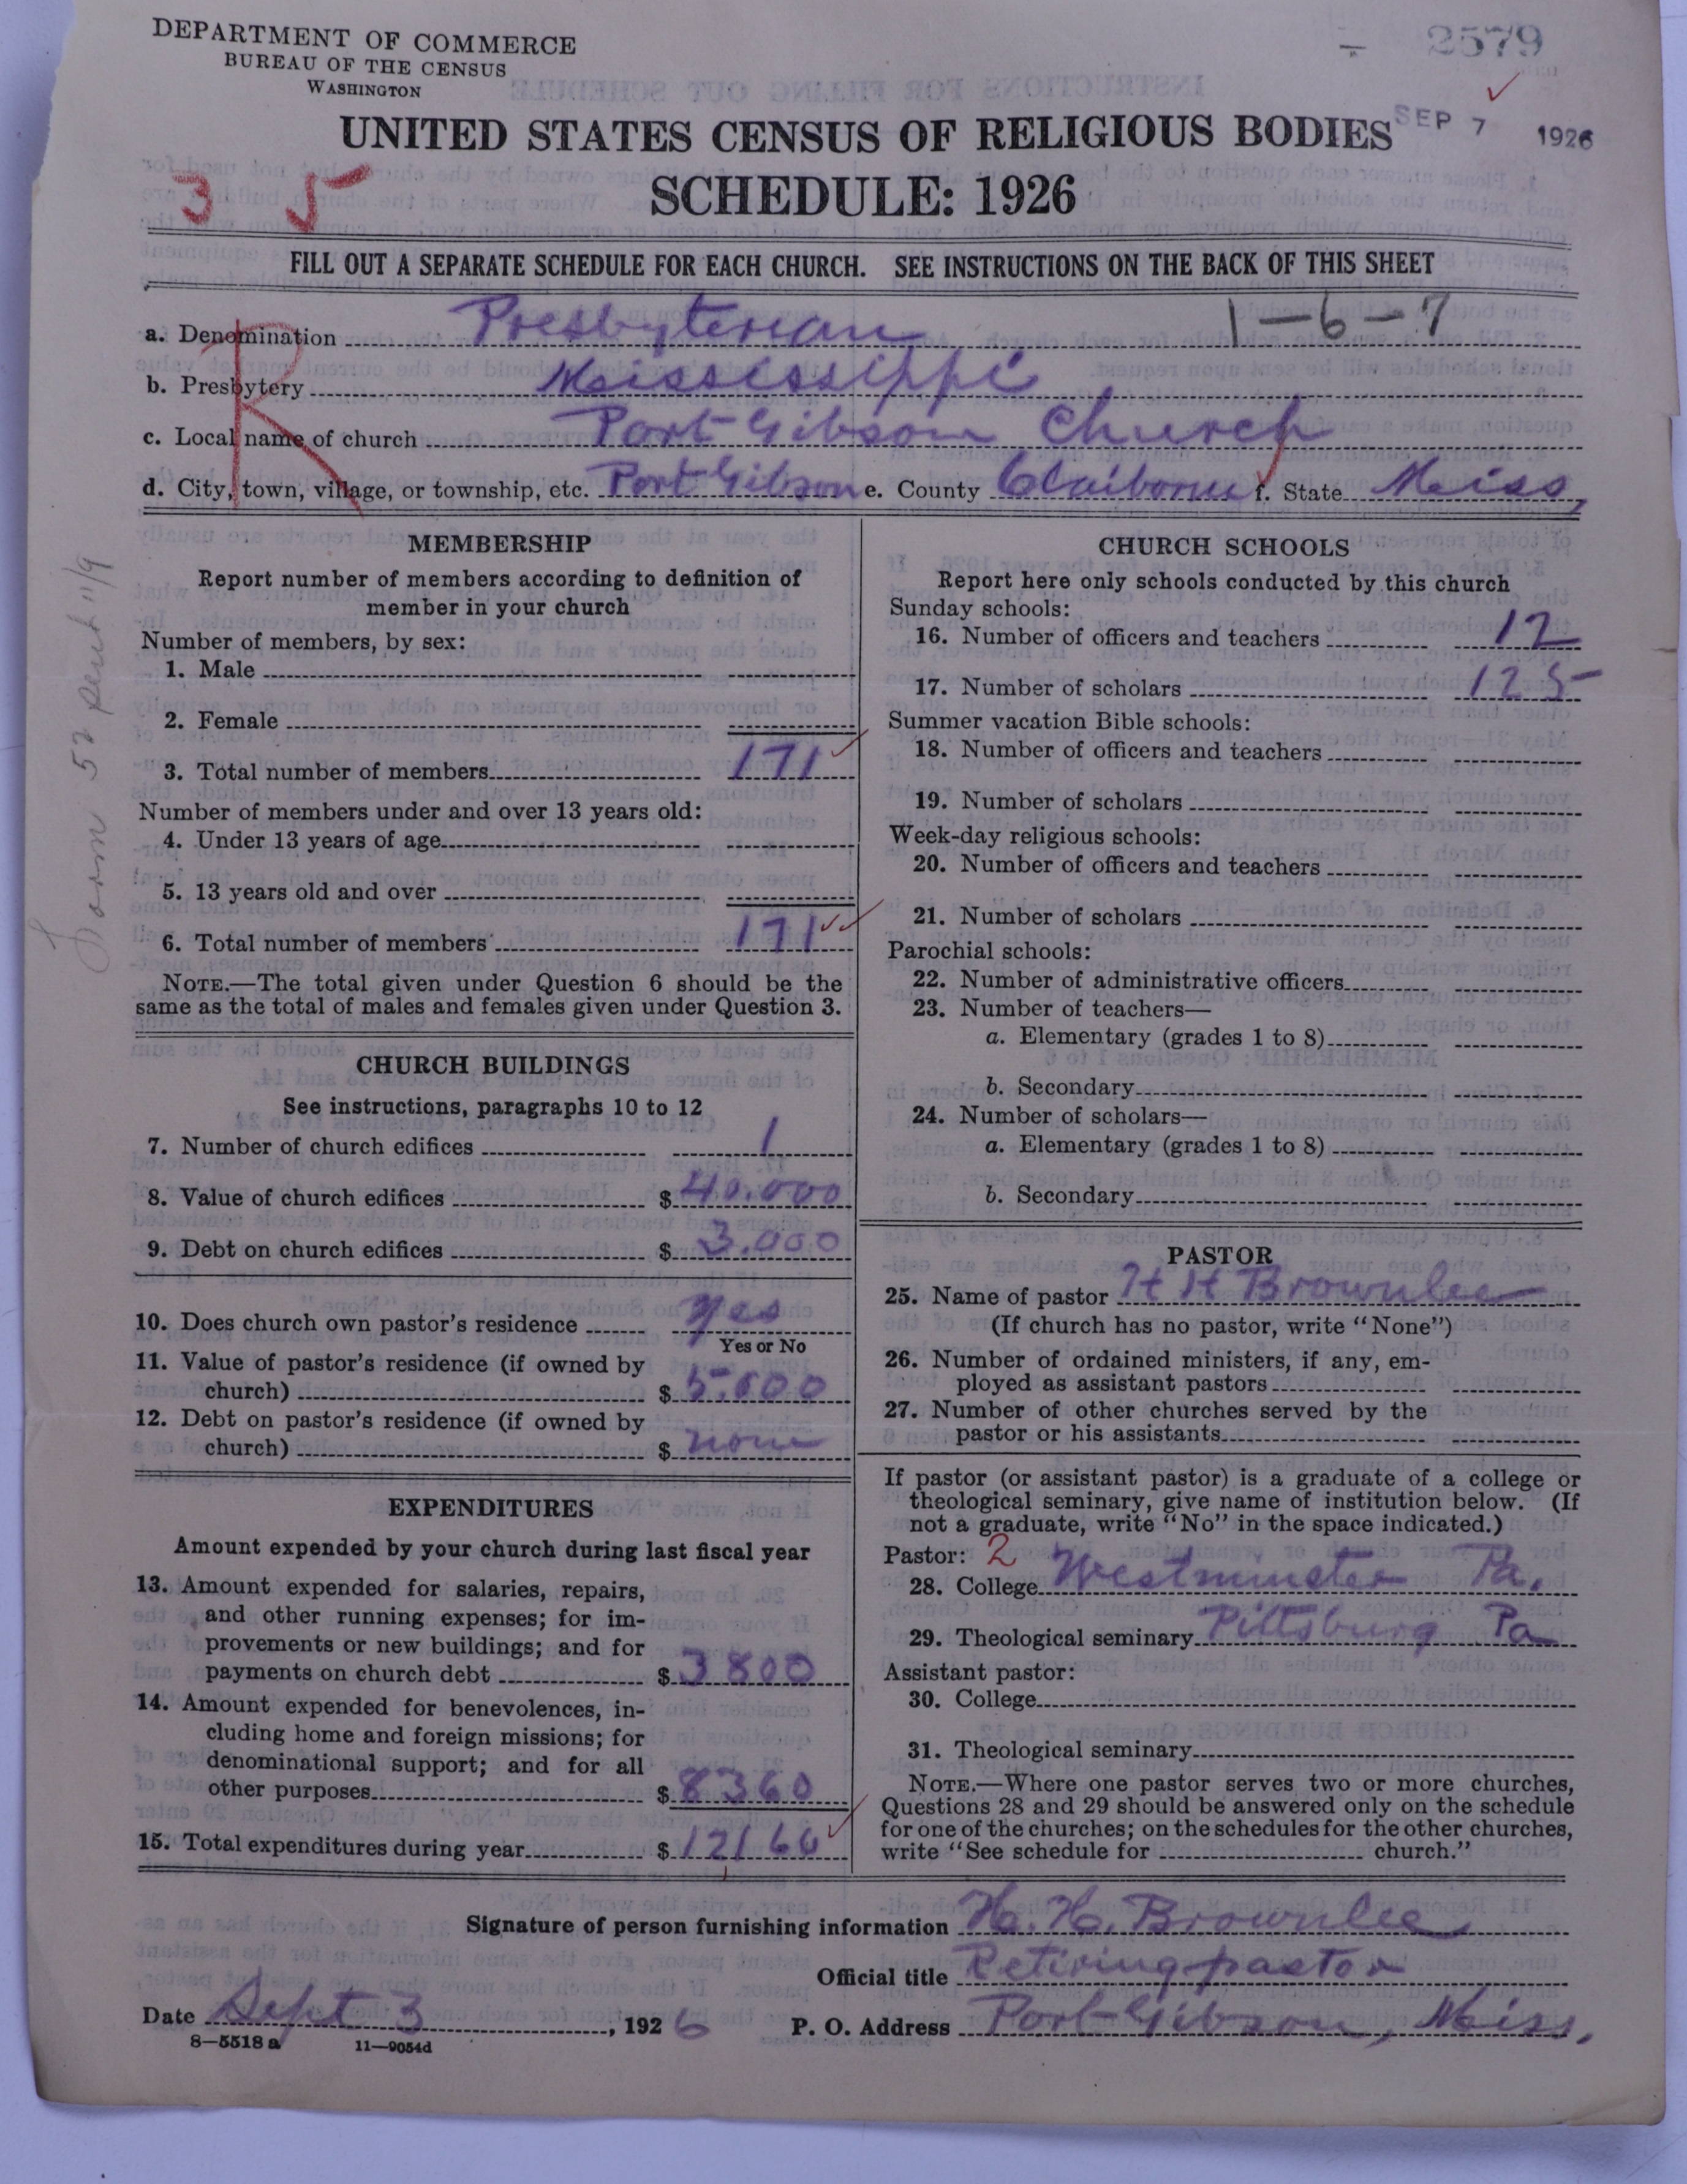 DEPARTMENT OF COMMERCE
BUREAU OF THE CENSUS
WASHINGTON
2579
SEP 7 1926
UNITED STATES CENSUS OF RELIGIOUS BODIES
SCHEDULE: 1926
3 5
FILL OUT A SEPARATE SCHEDULE FOR EACH CHURCH. SEE INSTRUCTIONS ON THE BACK OF THIS SHEET
a. Denomination Presbyterian 1-6-7
b. Presbytery Mississippi
c. Local name of church Port Gibson Church
R
d. City, town, village, or township, etc. Port Gibson e. County Claiborne f. State Miss,
Form 52 sent 11/9
MEMBERSHIP
Report number of members according to definition of
member in your church
Number of members, by sex:
1. Male
2. Female
3. Total number of members 171
Number of members under and over 13 years old:
4. Under 13 years of age
5. 13 years old and over
6. Total number of members 171
NOTE.—The total given under Question 6 should be the
same as the total of males and females given under Question 3.
CHURCH BUILDINGS
See instructions, paragraphs 10 to 12
7. Number of church edifices 1
8. Value of church edifices $ 40.000
9. Debt on church edifices $ 3.000
10. Does church own pastor's residence Yes
Yes or No
11. Value of pastor's residence (if owned by
church) $ 5.000
12. Debt on pastor's residence (if owned by
church) $ none
EXPENDITURES
Amount expended by your church during last fiscal year
13. Amount expended for salaries, repairs,
and other running expenses; for im-
provements or new buildings; and for
payments on church debt $ 3800
14. Amount expended for benevolences, in-
cluding home and foreign missions; for
denominational support; and for all
other purposes $ 8360
15. Total expenditures during year $ 12160
CHURCH SCHOOLS
Report here only schools conducted by this church
Sunday schools:
16. Number of officers and teachers 12
17. Number of scholars 125
Summer vacation Bible schools:
18. Number of officers and teachers
19. Number of scholars
Week-day religious schools:
20. Number of officers and teachers
21. Number of scholars
Parochial schools:
22. Number of administrative officers
23. Number of teachers—
a. Elementary (grades 1 to 8)
b. Secondary
24. Number of scholars—
a. Elementary (grades 1 to 8)
b. Secondary
PASTOR
25. Name of pastor H H Brownlee
(If church has no pastor, write "None")
26. Number of ordained ministers, if any, em-
ployed as assistant pastors
27. Number of other churches served by the
pastor or his assistants
If pastor (or assistant pastor) is a graduate of a college or
theological seminary, give name of institution below. (If
not a graduate, write "No" in the space indicated.)
Pastor: 2
28. College Westminster Pa.
29. Theological seminary Pittsburg Pa
Assistant pastor:
30. College
31. Theological seminary
NOTE.—Where one pastor serves two or more churches,
Questions 28 and 29 should be answered only on the schedule
for one of the churches; on the schedules for the other churches,
write "See schedule for church."
Signature of person furnishing information H. H. Brownlee
Official title Retiring pastor
Date Sept 3, 1926 P. O. Address Port Gibson, Miss.
8—5518 a 11—9054d